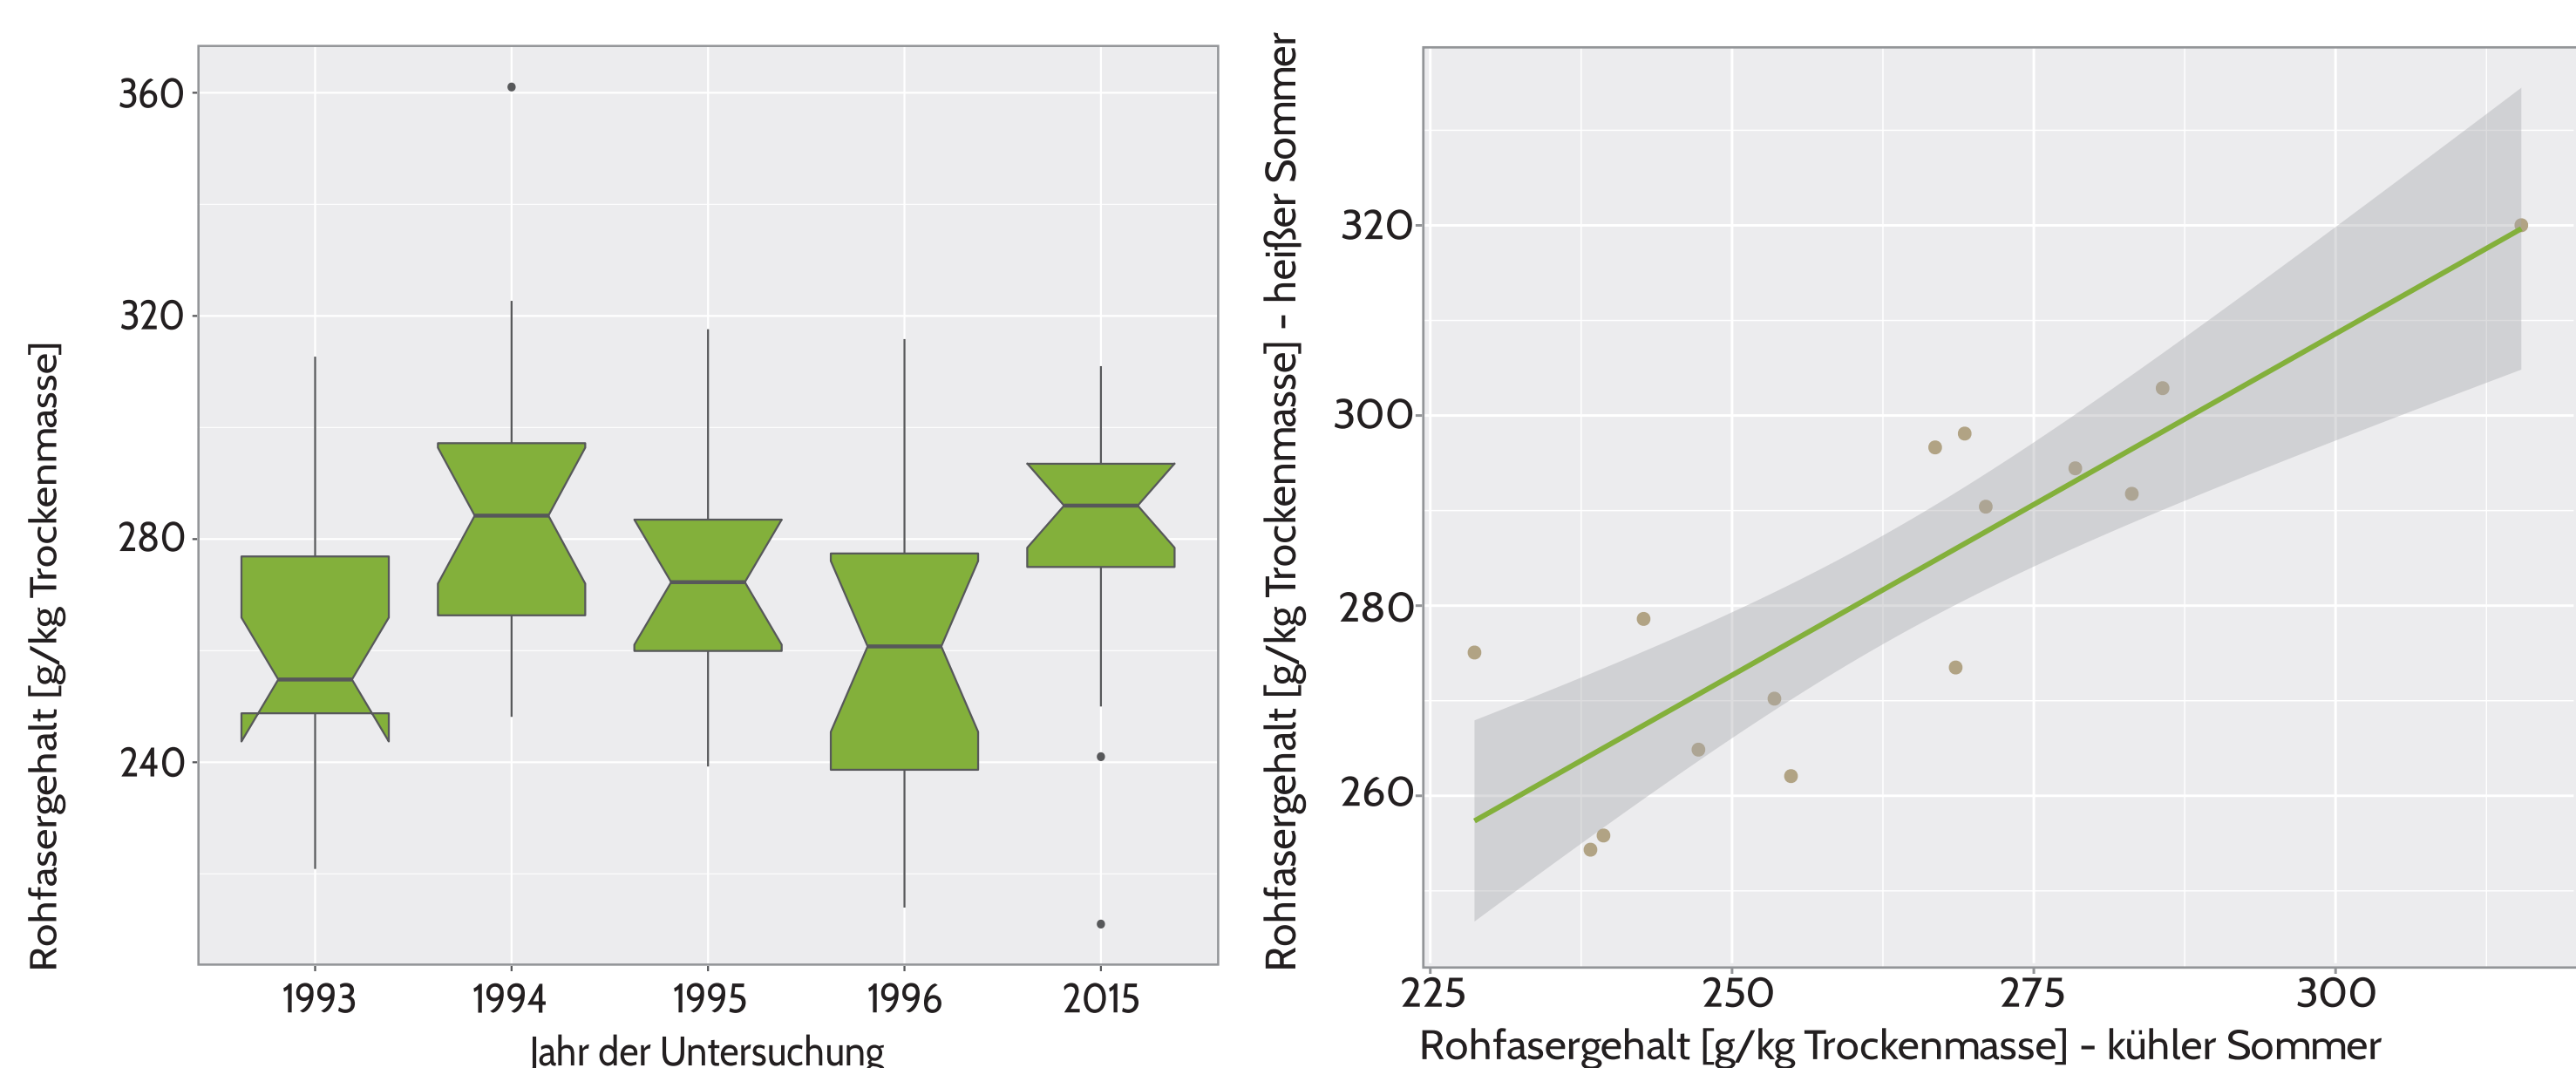 Rohfasergehalt [g/kg Trockenmasse]
360
320
280
240
1993 1994 1995 1996 2015
Jahr der Untersuchung
Rohfasergehalt [g/kg Trockenmasse] - heißer Sommer
320
300
280
260
225 250 275 300
Rohfasergehalt [g/kg Trockenmasse] - kühler Sommer